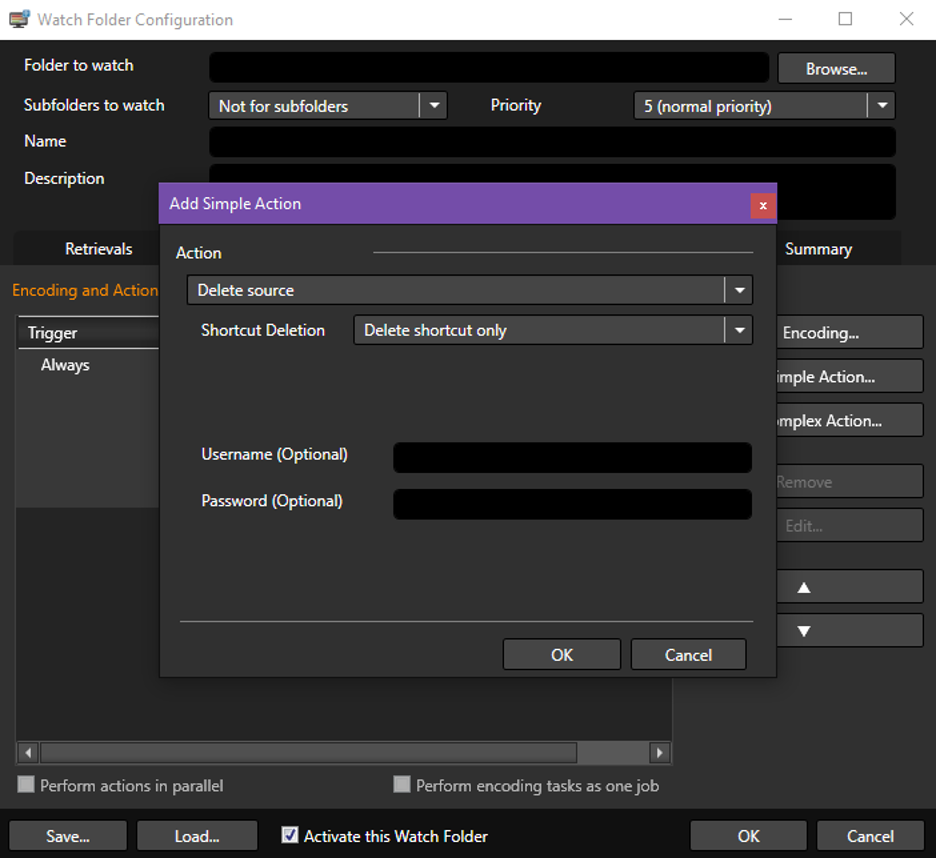 Watch Folder Configuration
Folder to watch
Browse...
Subfolders to watch Not for subfolders Priority 5 (normal priority)
Name
Description
Add Simple Action
x
Retrievals
Summary
Action
Encoding and Action
Delete source
Trigger
Shortcut Deletion Delete shortcut only
Encoding...
Always
imple Action...
mplex Action...
Username (Optional)
Remove
Password (Optional)
Edit...
OK Cancel
Perform actions in parallel Perform encoding tasks as one job
Save... Load... Activate this Watch Folder OK Cancel